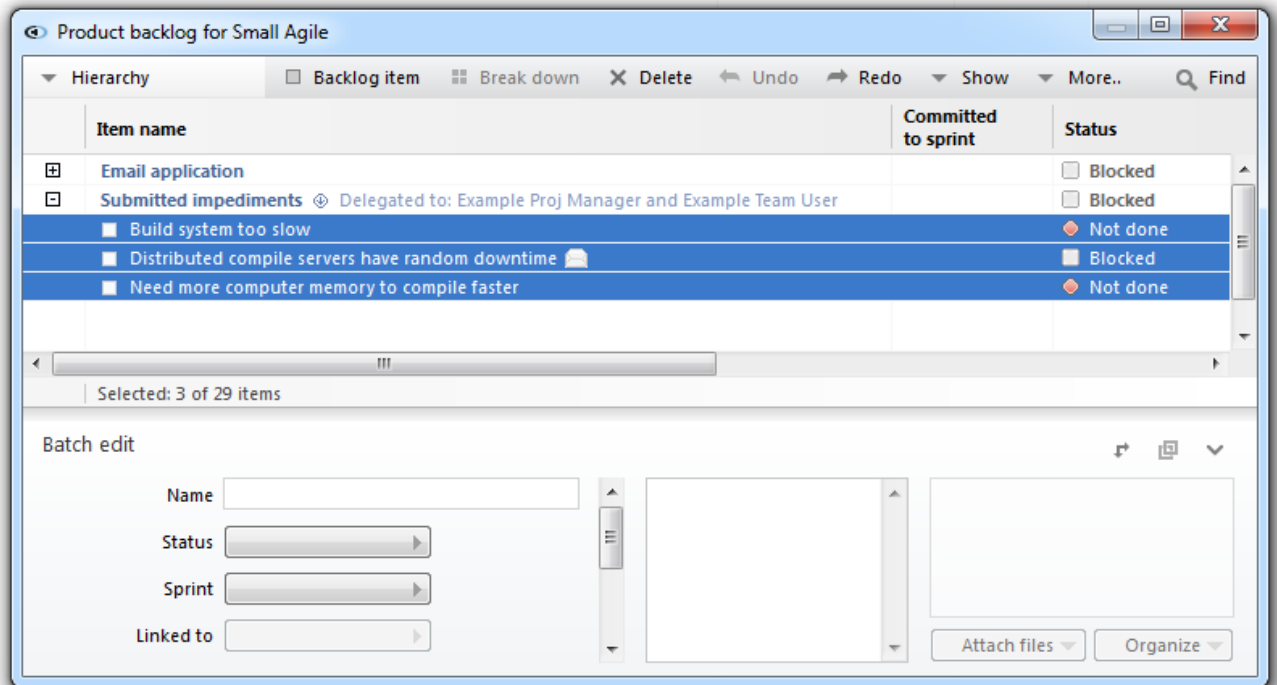 Product backlog for Small Agile
Hierarchy Backlog item Break down Delete Undo Redo Show More.. Find
Item name Committed to sprint Status
Email application Blocked
Submitted impediments Delegated to: Example Proj Manager and Example Team User Blocked
Build system too slow Not done
Distributed compile servers have random downtime Blocked
Need more computer memory to compile faster Not done
Selected: 3 of 29 items
Batch edit
Name
Status
Sprint
Linked to
Attach files Organize